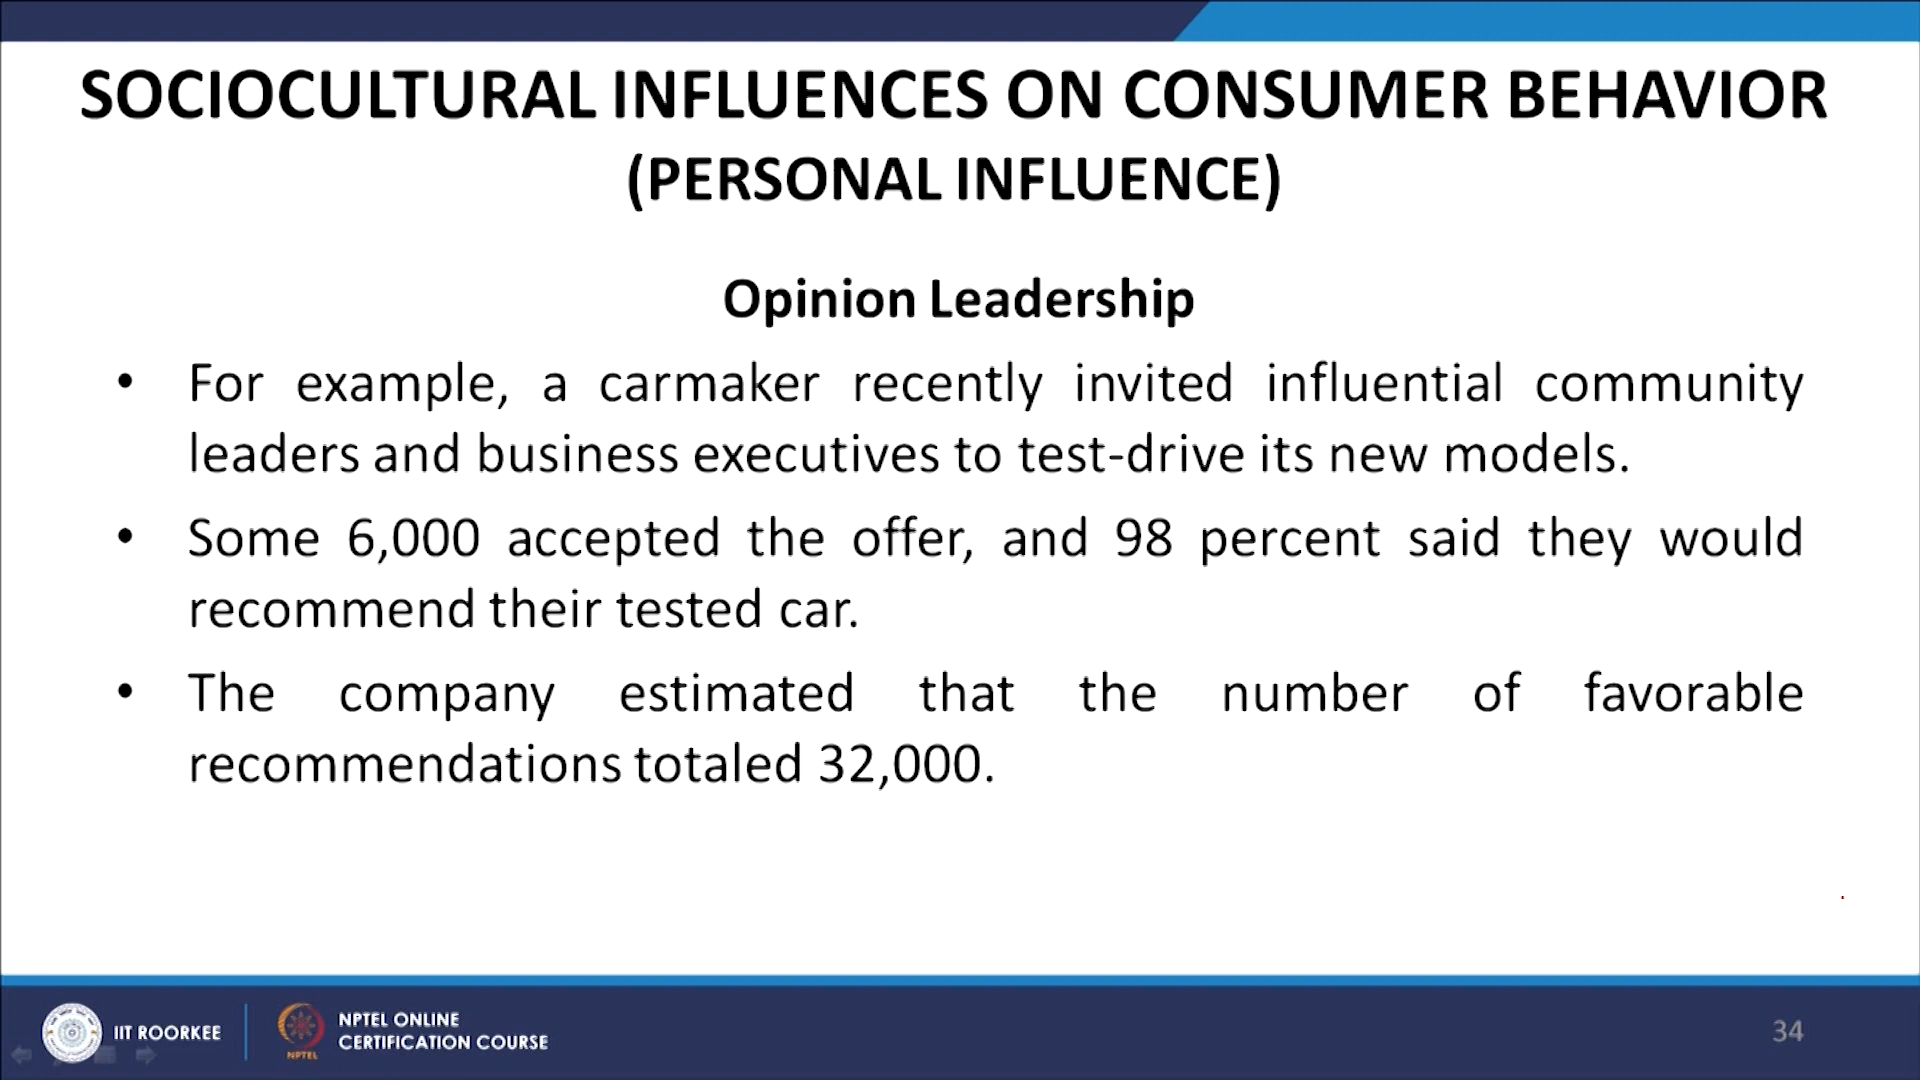 SOCIOCULTURAL INFLUENCES ON CONSUMER BEHAVIOR
(PERSONAL INFLUENCE)
Opinion Leadership
• For example, a carmaker recently invited influential community
leaders and business executives to test-drive its new models.
• Some 6,000 accepted the offer, and 98 percent said they would
recommend their tested car.
• The company estimated that the number of favorable
recommendations totaled 32,000.
IIT ROORKEE
NPTEL
NPTEL ONLINE
CERTIFICATION COURSE
34